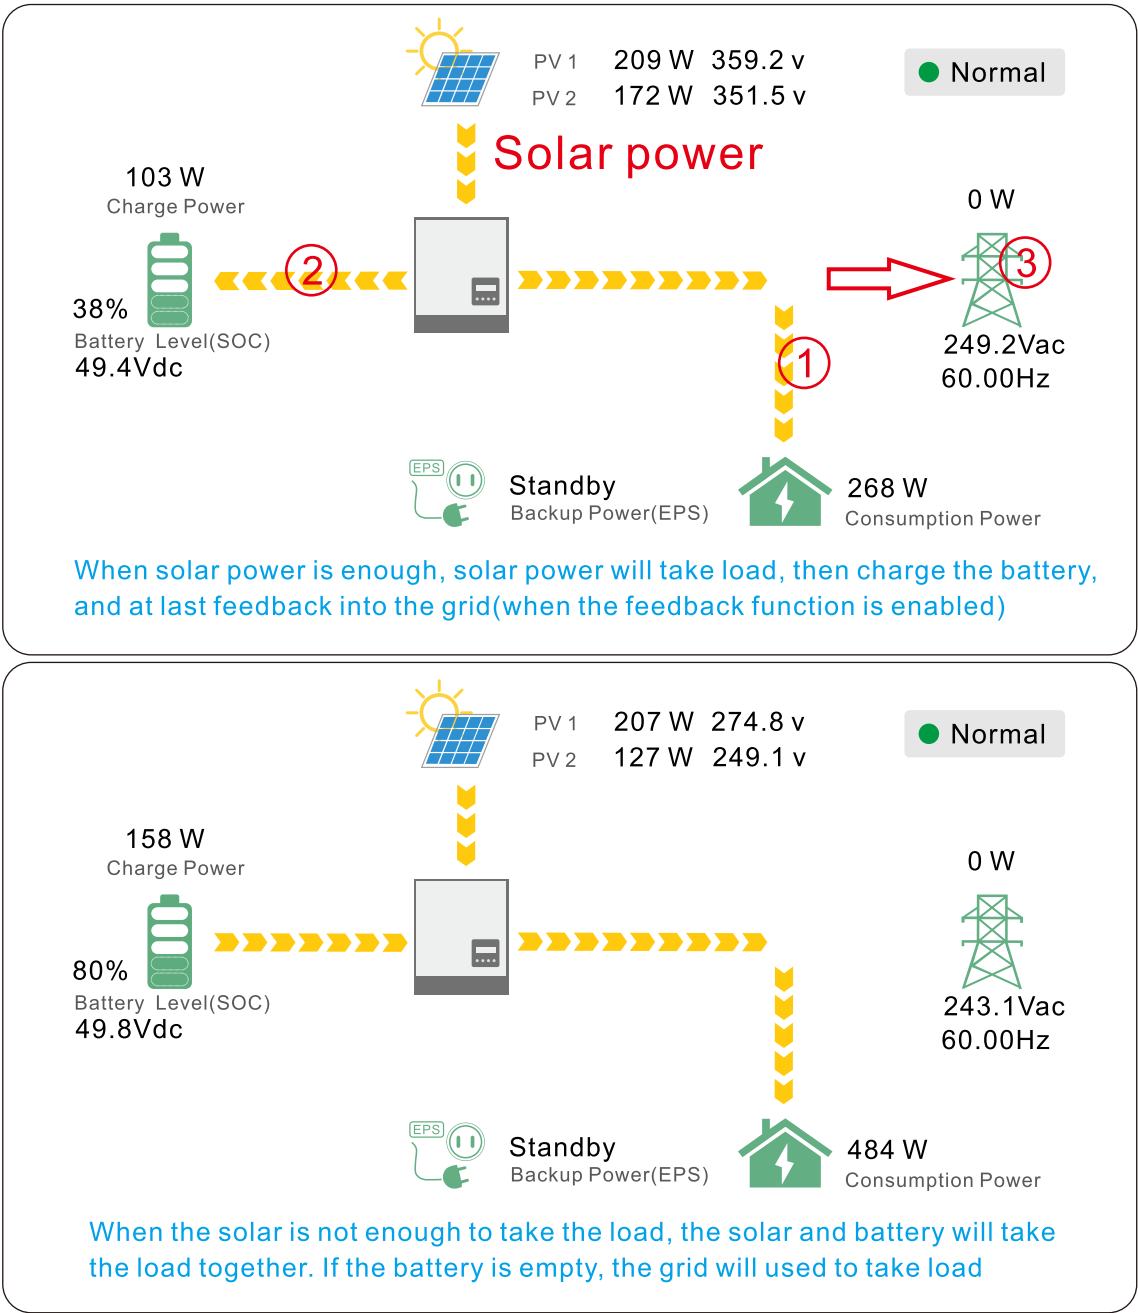 PV 1 209 W 359.2 v
Normal
PV 2 172 W 351.5 v
Solar power
103 W
Charge Power
0 W
②
③
38%
Battery Level(SOC)
49.4Vdc
249.2Vac
60.00Hz
①
EPS
Standby
Backup Power(EPS)
268 W
Consumption Power
When solar power is enough, solar power will take load, then charge the battery,
and at last feedback into the grid(when the feedback function is enabled)
PV 1 207 W 274.8 v
Normal
PV 2 127 W 249.1 v
158 W
Charge Power
0 W
80%
Battery Level(SOC)
49.8Vdc
243.1Vac
60.00Hz
EPS
Standby
Backup Power(EPS)
484 W
Consumption Power
When the solar is not enough to take the load, the solar and battery will take
the load together. If the battery is empty, the grid will used to take load